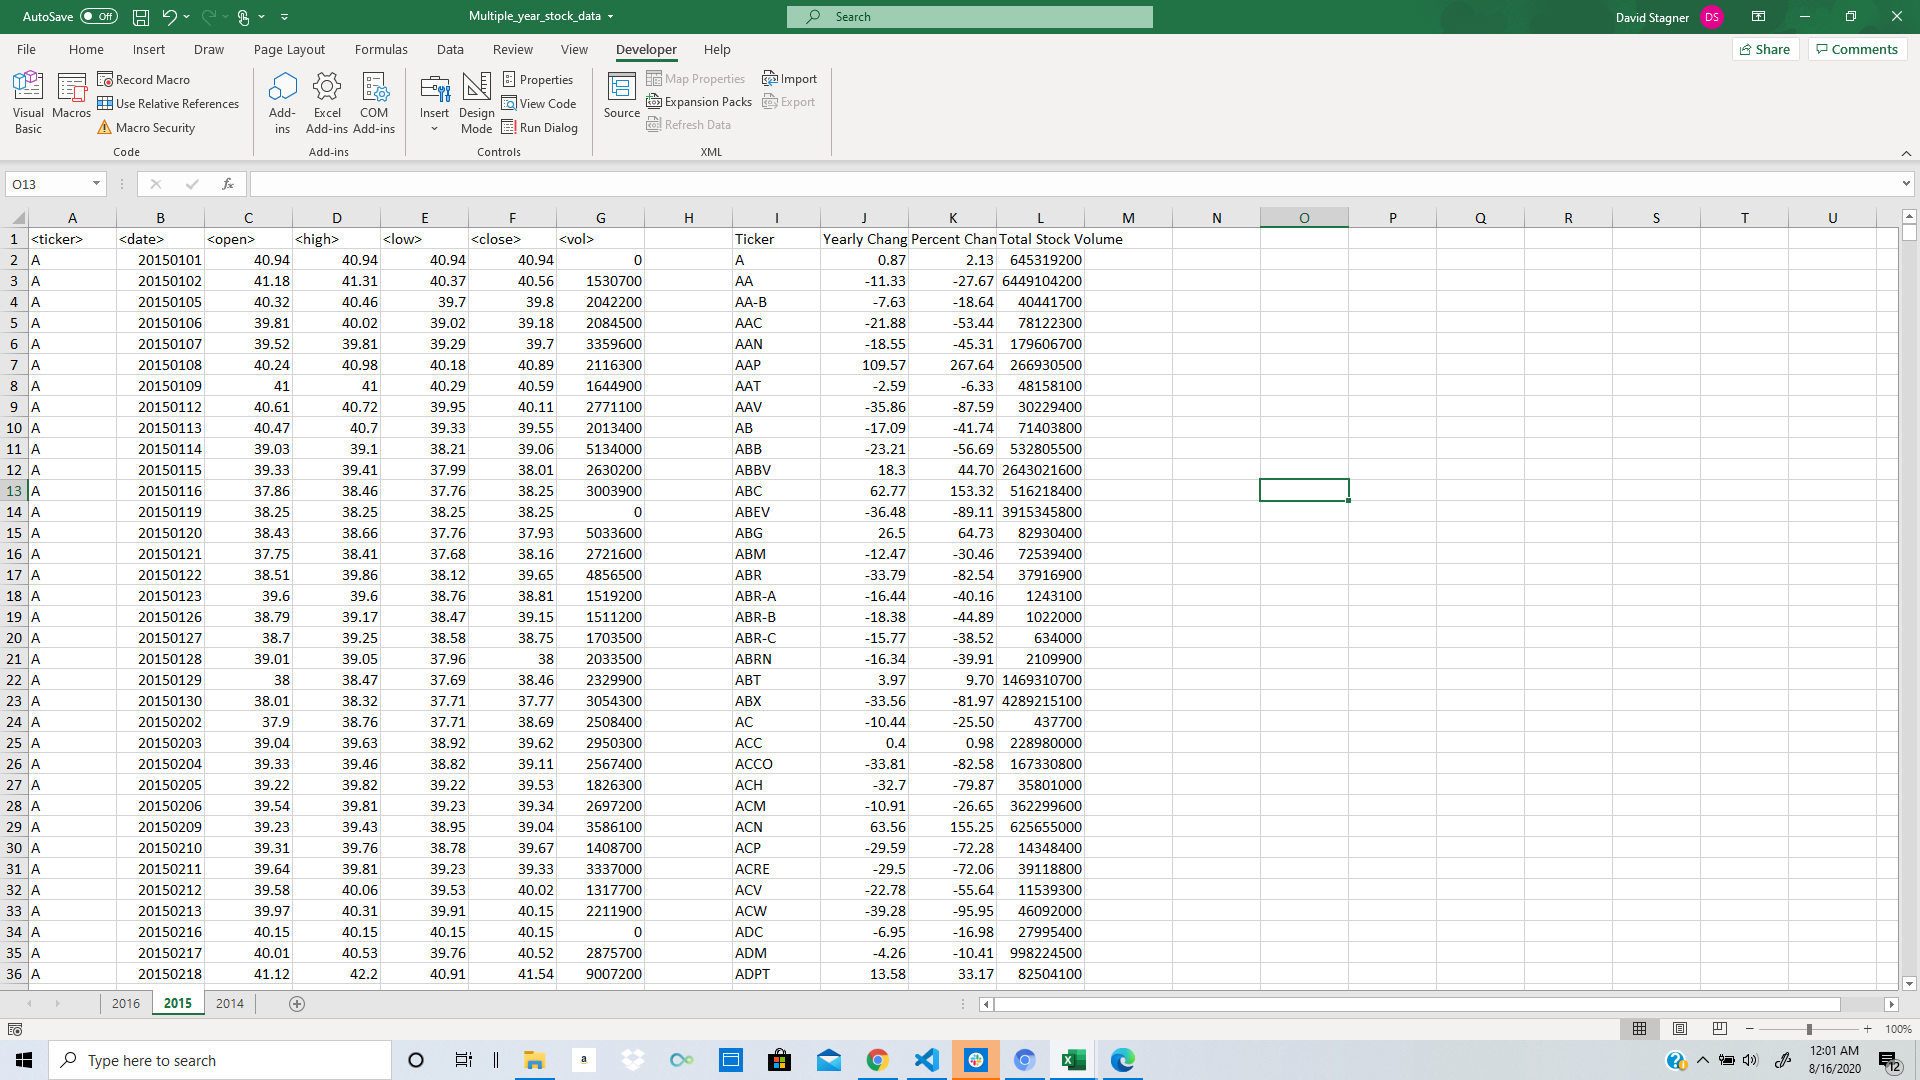 AutoSave Off Multiple_year_stock_data Search David Stagner DS
File Home Insert Draw Page Layout Formulas Data Review View Developer Help Share Comments
Visual Basic Macros Record Macro Use Relative References Macro Security Code
Add-ins Excel Add-ins COM Add-ins Add-ins
Insert Design Mode Properties View Code Run Dialog Controls
Source Map Properties Expansion Packs Refresh Data Import Export XML
O13 fx
A B C D E F G H I J K L M N O P Q R S T U
1 <ticker> <date> <open> <high> <low> <close> <vol> Ticker Yearly Chang Percent Chan Total Stock Volume
2 A 20150101 40.94 40.94 40.94 40.94 0 A 0.87 2.13 645319200
3 A 20150102 41.18 41.31 40.37 40.56 1530700 AA -11.33 -27.67 6449104200
4 A 20150105 40.32 40.46 39.7 39.8 2042200 AA-B -7.63 -18.64 40441700
5 A 20150106 39.81 40.02 39.02 39.18 2084500 AAC -21.88 -53.44 78122300
6 A 20150107 39.52 39.81 39.29 39.7 3359600 AAN -18.55 -45.31 179606700
7 A 20150108 40.24 40.98 40.18 40.89 2116300 AAP 109.57 267.64 266930500
8 A 20150109 41 41 40.29 40.59 1644900 AAT -2.59 -6.33 48158100
9 A 20150112 40.61 40.72 39.95 40.11 2771100 AAV -35.86 -87.59 30229400
10 A 20150113 40.47 40.7 39.33 39.55 2013400 AB -17.09 -41.74 71403800
11 A 20150114 39.03 39.1 38.21 39.06 5134000 ABB -23.21 -56.69 532805500
12 A 20150115 39.33 39.41 37.99 38.01 2630200 ABBV 18.3 44.70 2643021600
13 A 20150116 37.86 38.46 37.76 38.25 3003900 ABC 62.77 153.32 516218400
14 A 20150119 38.25 38.25 38.25 38.25 0 ABEV -36.48 -89.11 3915345800
15 A 20150120 38.43 38.66 37.76 37.93 5033600 ABG 26.5 64.73 82930400
16 A 20150121 37.75 38.41 37.68 38.16 2721600 ABM -12.47 -30.46 72539400
17 A 20150122 38.51 39.86 38.12 39.65 4856500 ABR -33.79 -82.54 37916900
18 A 20150123 39.6 39.6 38.76 38.81 1519200 ABR-A -16.44 -40.16 1243100
19 A 20150126 38.79 39.17 38.47 39.15 1511200 ABR-B -18.38 -44.89 1022000
20 A 20150127 38.7 39.25 38.58 38.75 1703500 ABR-C -15.77 -38.52 634000
21 A 20150128 39.01 39.05 37.96 38 2033500 ABRN -16.34 -39.91 2109900
22 A 20150129 38 38.47 37.69 38.46 2329900 ABT 3.97 9.70 1469310700
23 A 20150130 38.01 38.32 37.71 37.77 3054300 ABX -33.56 -81.97 4289215100
24 A 20150202 37.9 38.76 37.71 38.69 2508400 AC -10.44 -25.50 437700
25 A 20150203 39.04 39.63 38.92 39.62 2950300 ACC 0.4 0.98 228980000
26 A 20150204 39.33 39.46 38.82 39.11 2567400 ACCO -33.81 -82.58 167330800
27 A 20150205 39.22 39.82 39.22 39.53 1826300 ACH -32.7 -79.87 35801000
28 A 20150206 39.54 39.81 39.23 39.34 2697200 ACM -10.91 -26.65 362299600
29 A 20150209 39.23 39.43 38.95 39.04 3586100 ACN 63.56 155.25 625655000
30 A 20150210 39.31 39.76 38.78 39.67 1408700 ACP -29.59 -72.28 14348400
31 A 20150211 39.64 39.81 39.23 39.33 3337000 ACRE -29.5 -72.06 39118800
32 A 20150212 39.58 40.06 39.53 40.02 1317700 ACV -22.78 -55.64 11539300
33 A 20150213 39.97 40.31 39.91 40.15 2211900 ACW -39.28 -95.95 46092000
34 A 20150216 40.15 40.15 40.15 40.15 0 ADC -6.95 -16.98 27995400
35 A 20150217 40.01 40.53 39.76 40.52 2875700 ADM -4.26 -10.41 998224500
36 A 20150218 41.12 42.2 40.91 41.54 9007200 ADPT 13.58 33.17 82504100
2016 2015 2014
100%
Type here to search a 12:01 AM
8/16/2020 12